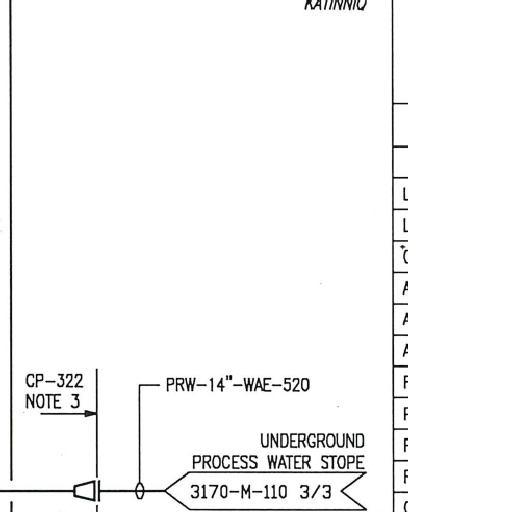 KATINNIQ
CP-322
NOTE 3
PRW-14"-WAE-520
UNDERGROUND
PROCESS WATER STOPE
3170-M-110 3/3
L
L
A
A
A